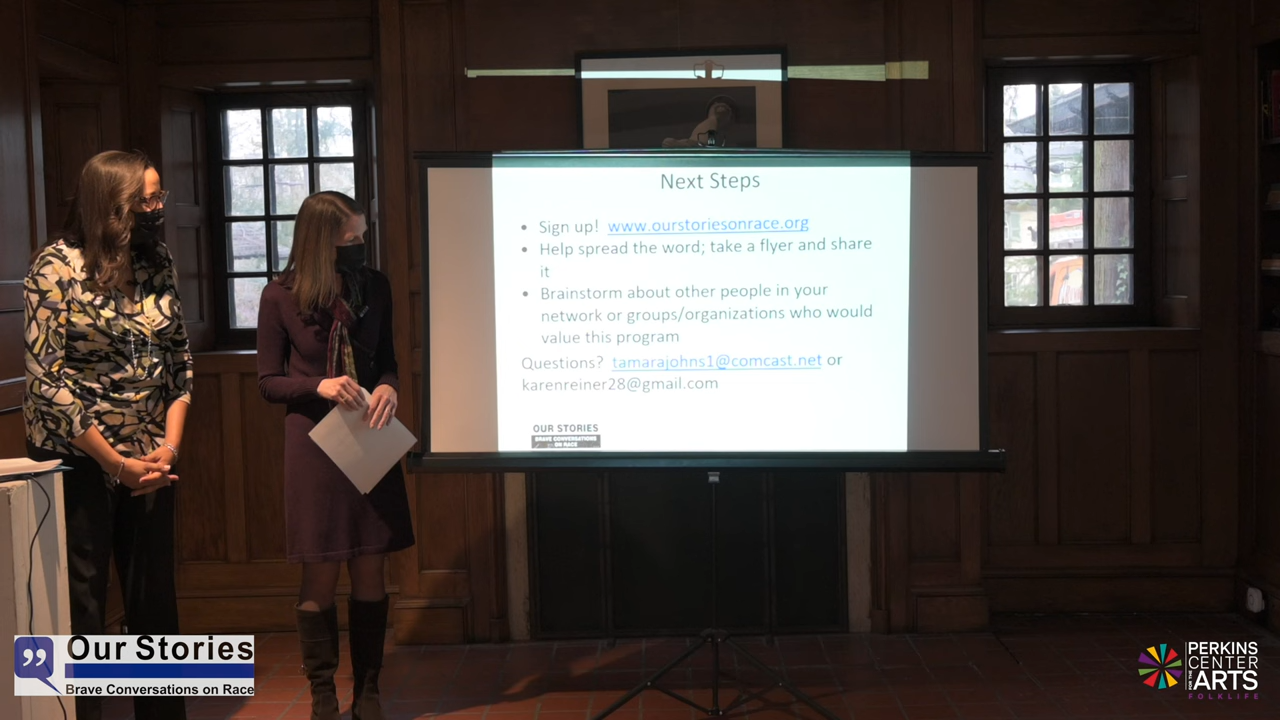 Next Steps
• Sign up! www.ourstoriesonrace.org
• Help spread the word; take a flyer and share
it
• Brainstorm about other people in your
network or groups/organizations who would
value this program
Questions? tamarajohns1@comcast.net or
karenreiner28@gmail.com
OUR STORIES
BRAVE CONVERSATIONS
ON RACE
Our Stories
Brave Conversations on Race
PERKINS
CENTER
FOR THE ARTS
FOLKLIFE